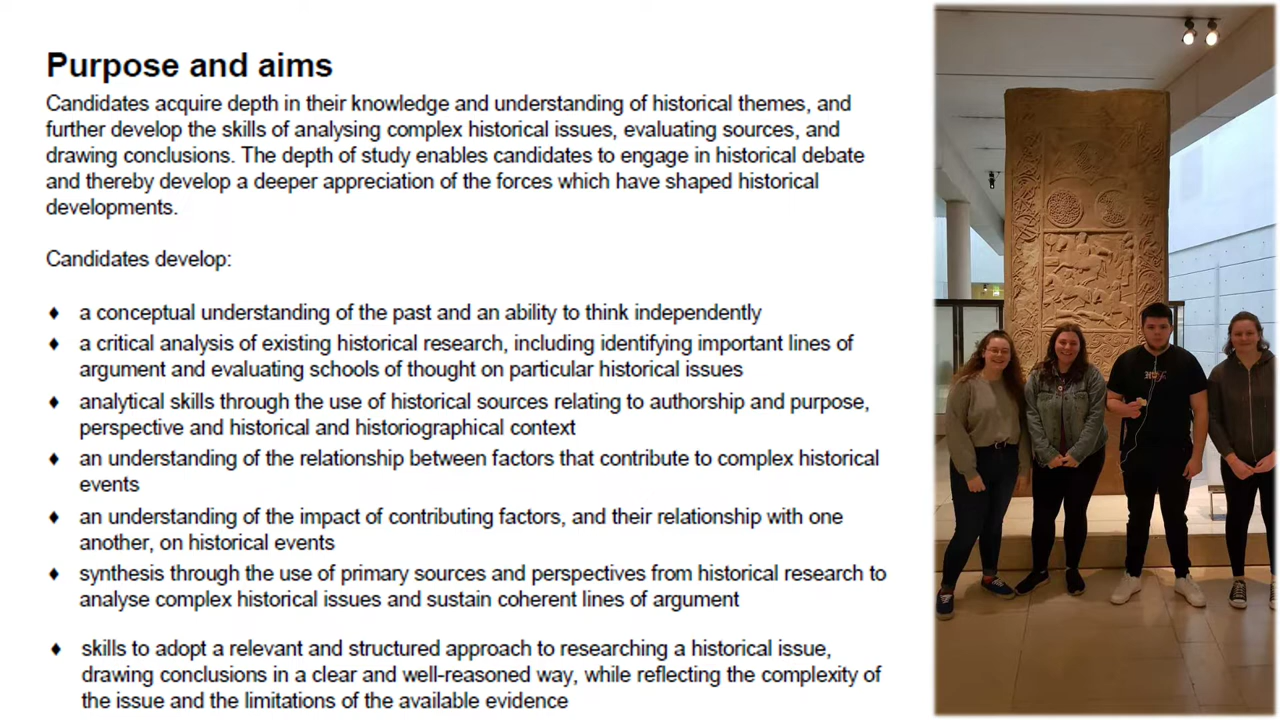 Purpose and aims
Candidates acquire depth in their knowledge and understanding of historical themes, and
further develop the skills of analysing complex historical issues, evaluating sources, and
drawing conclusions. The depth of study enables candidates to engage in historical debate
and thereby develop a deeper appreciation of the forces which have shaped historical
developments.
Candidates develop:
♦ a conceptual understanding of the past and an ability to think independently
♦ a critical analysis of existing historical research, including identifying important lines of
argument and evaluating schools of thought on particular historical issues
♦ analytical skills through the use of historical sources relating to authorship and purpose,
perspective and historical and historiographical context
♦ an understanding of the relationship between factors that contribute to complex historical
events
♦ an understanding of the impact of contributing factors, and their relationship with one
another, on historical events
♦ synthesis through the use of primary sources and perspectives from historical research to
analyse complex historical issues and sustain coherent lines of argument
♦ skills to adopt a relevant and structured approach to researching a historical issue,
drawing conclusions in a clear and well-reasoned way, while reflecting the complexity of
the issue and the limitations of the available evidence